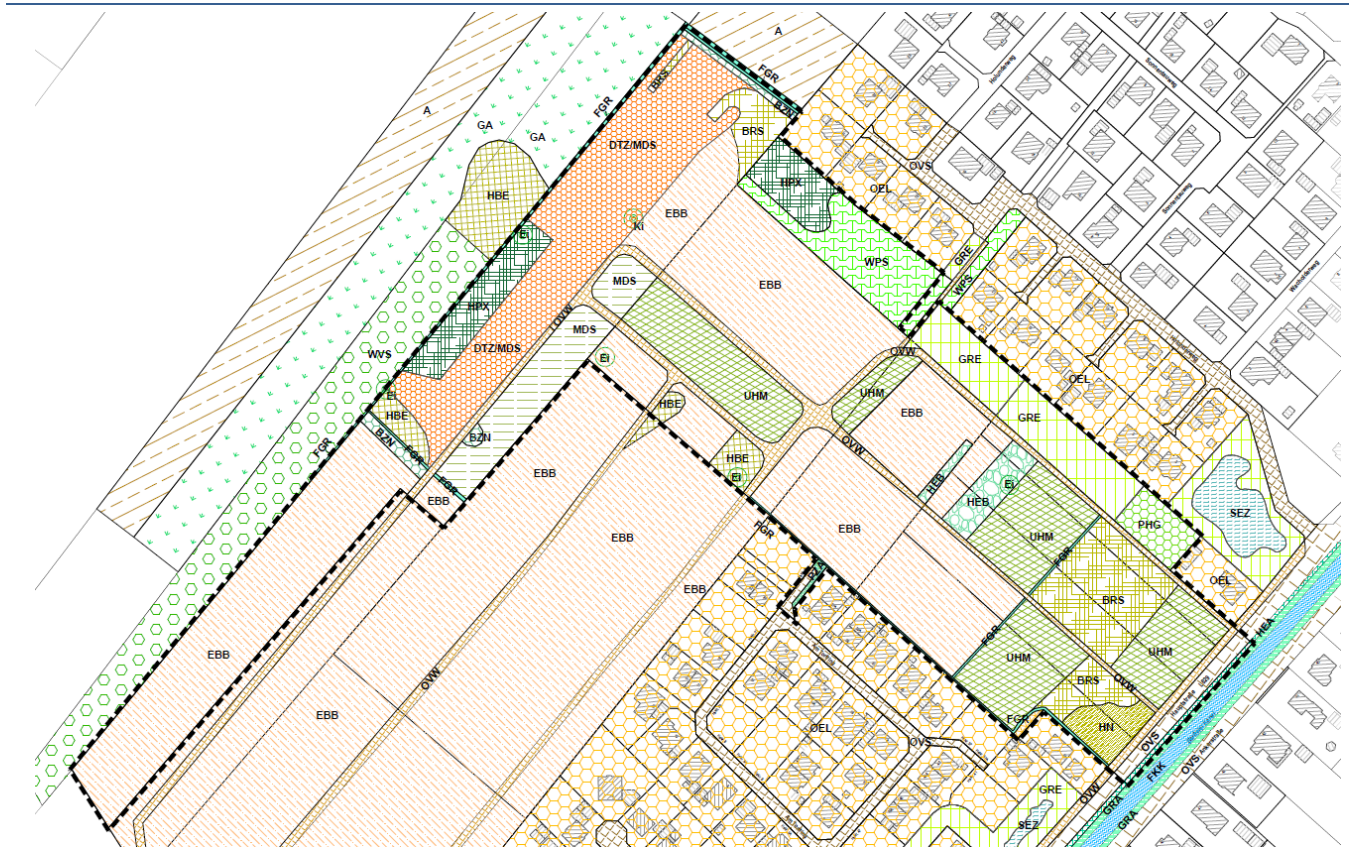 A
A
FGR
BRS
FGR
BZN
GA
GA
BRS
DTZ/MDS
OVS
HPX
OEL
HBE
EBB
Ki
Ei
GRE
WPS
EBB
WPS
MDS
HPX
OVW
MDS
WVS
DTZ/MDS
Ei
OVW
GRE
OEL
UHM
UHM
Ei
HBE
HBE
EBB
GRE
BZN
BZN
FGR
OVW
FGR
HBE
Ei
HEB
Ei
FGR
EBB
EBB
HEB
PHG
SEZ
EBB
EBB
FGR
UHM
FGR
OEL
EBB
BRS
HEA
FGR
UHM
UHM
EBB
OVW
BRS
OVW
EBB
FGR
HN
OEL
OVS
OVS
OVS
FKK
GRE
OVW
GRA
GRA
SEZ